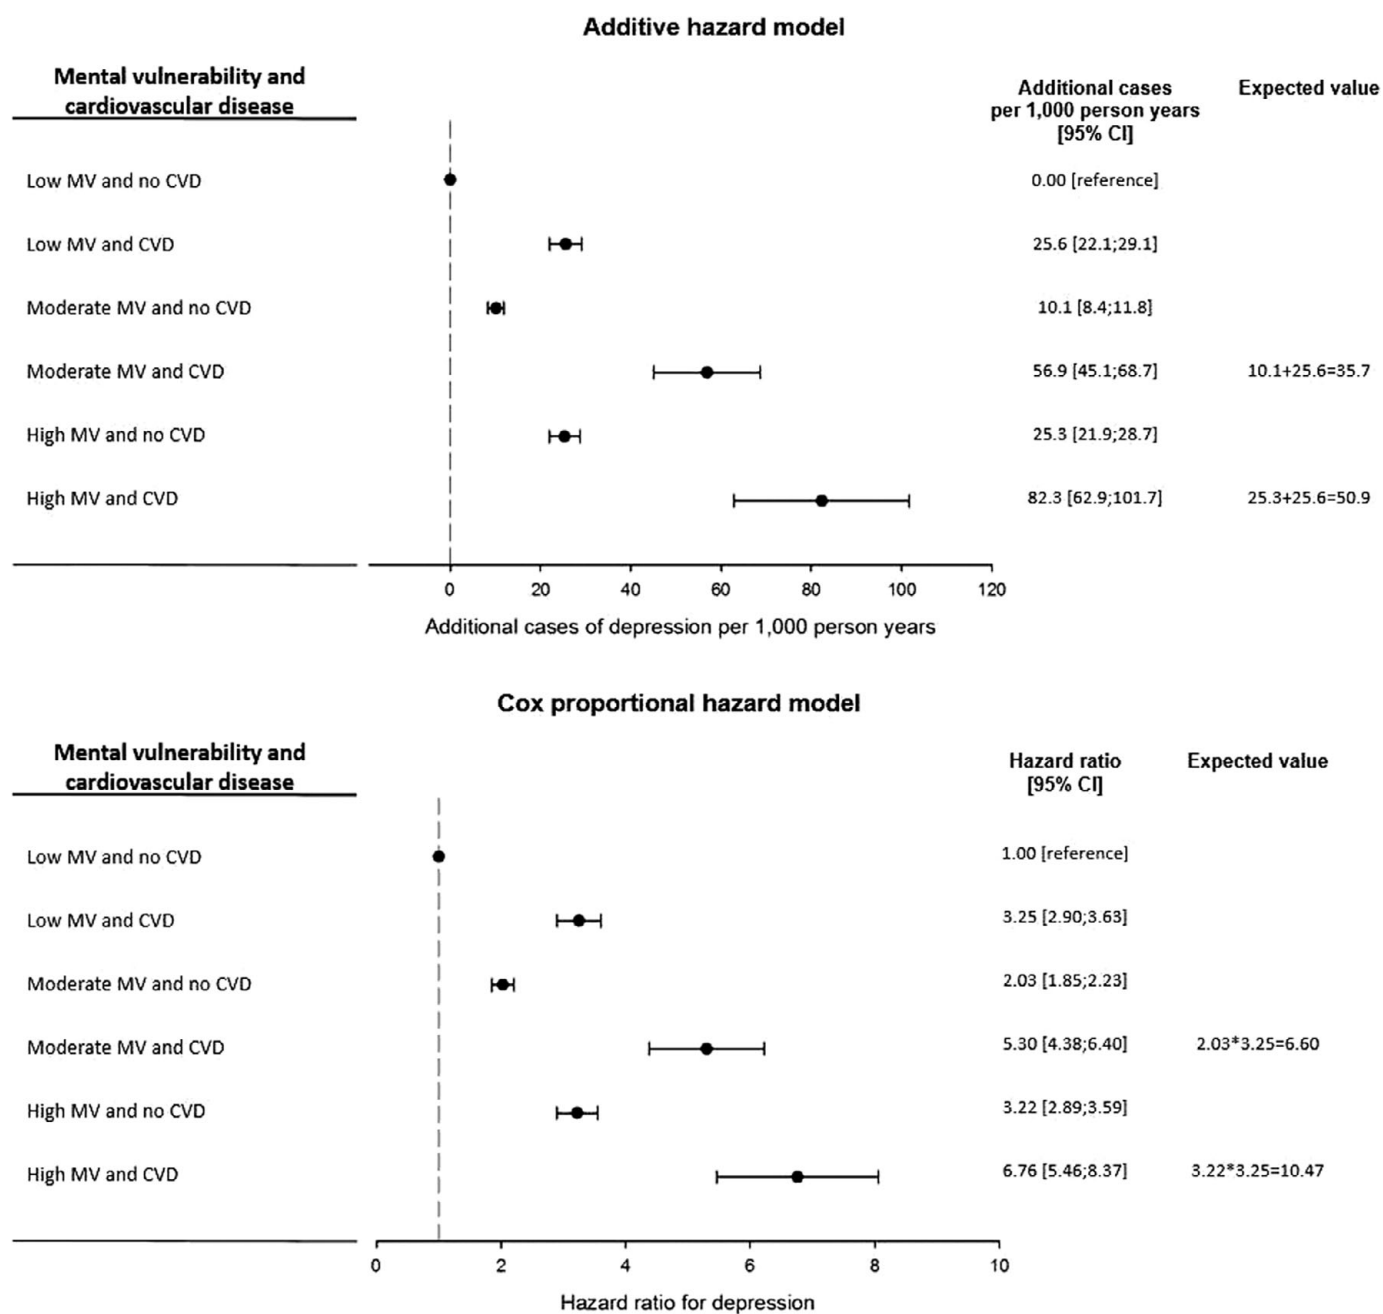 Additive hazard model
Mental vulnerability and
cardiovascular disease
Additional cases
per 1,000 person years
[95% CI]
Expected value
Low MV and no CVD
0.00 [reference]
Low MV and CVD
25.6 [22.1;29.1]
Moderate MV and no CVD
10.1 [8.4;11.8]
Moderate MV and CVD
56.9 [45.1;68.7]
10.1+25.6=35.7
High MV and no CVD
25.3 [21.9;28.7]
High MV and CVD
82.3 [62.9;101.7]
25.3+25.6=50.9
0 20 40 60 80 100 120
Additional cases of depression per 1,000 person years
Cox proportional hazard model
Mental vulnerability and
cardiovascular disease
Hazard ratio
[95% CI]
Expected value
Low MV and no CVD
1.00 [reference]
Low MV and CVD
3.25 [2.90;3.63]
Moderate MV and no CVD
2.03 [1.85;2.23]
Moderate MV and CVD
5.30 [4.38;6.40]
2.03*3.25=6.60
High MV and no CVD
3.22 [2.89;3.59]
High MV and CVD
6.76 [5.46;8.37]
3.22*3.25=10.47
0 2 4 6 8 10
Hazard ratio for depression